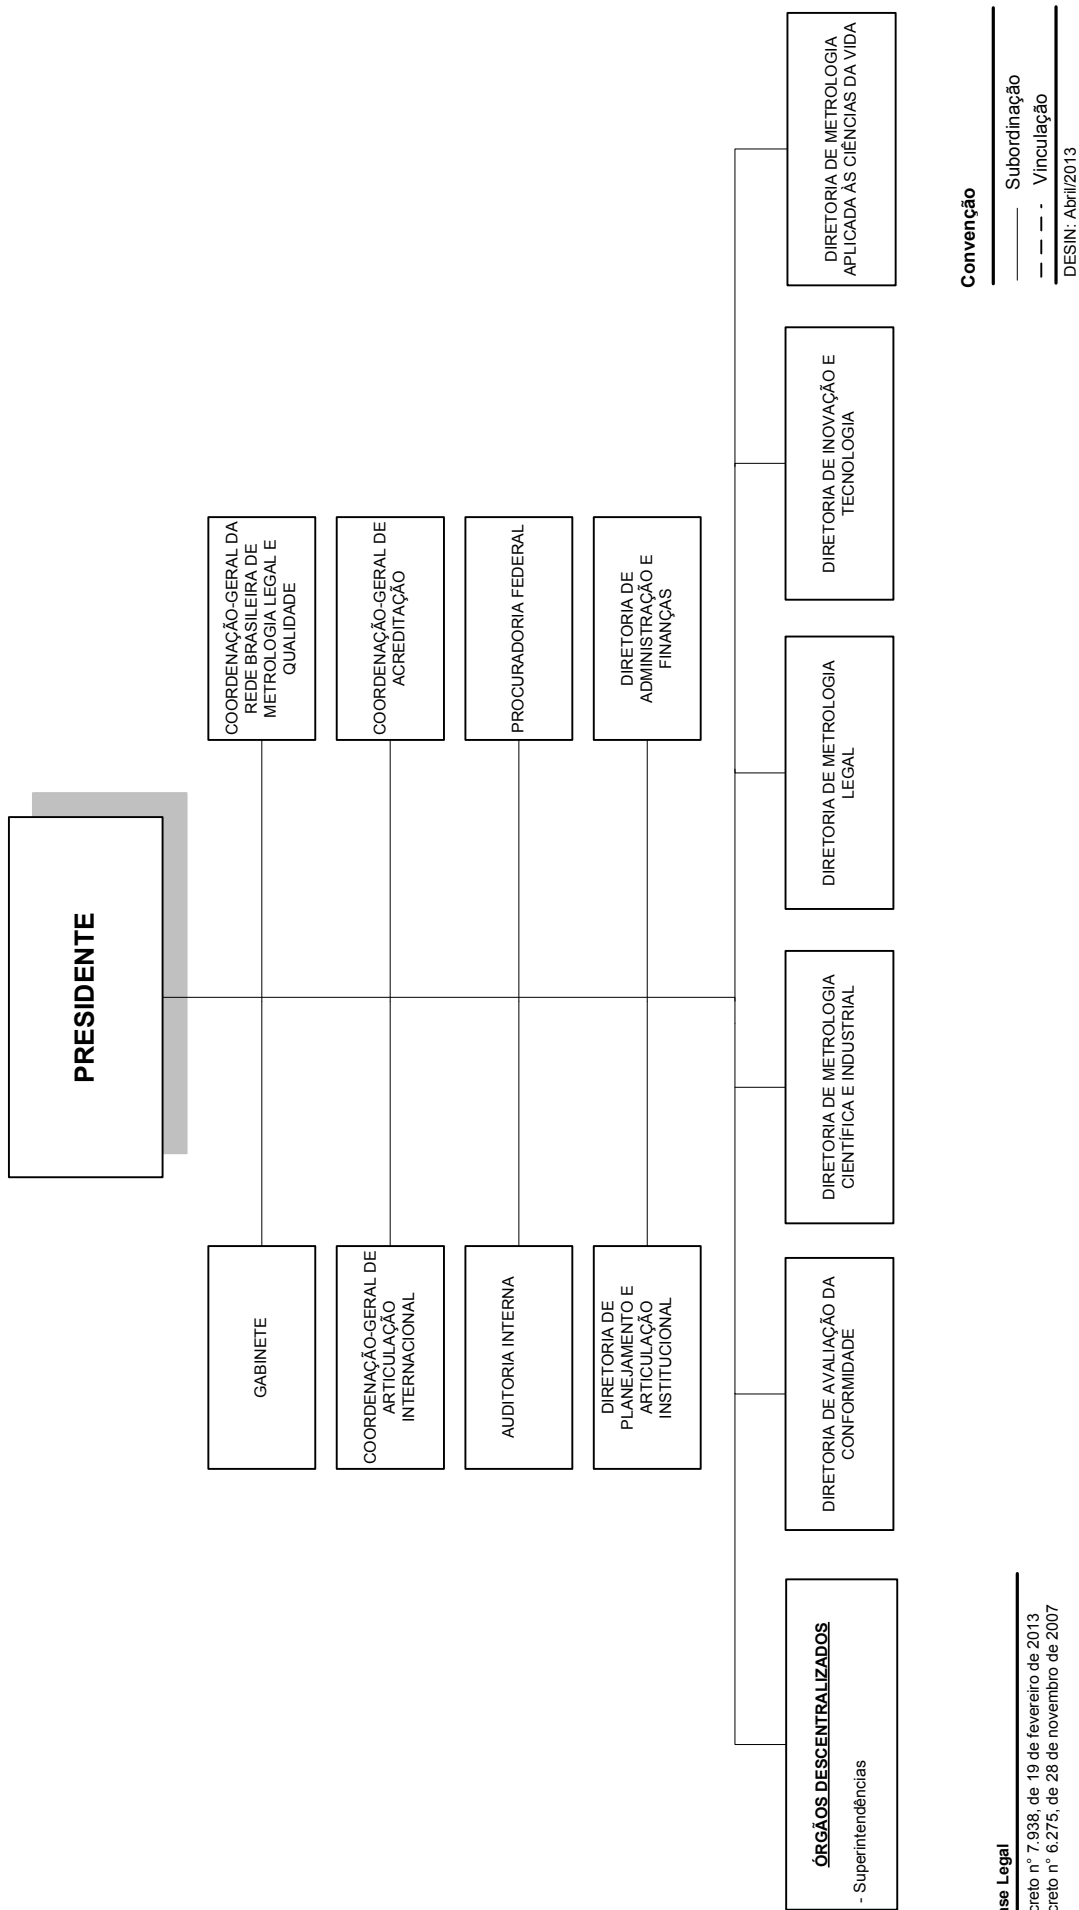 PRESIDENTE
GABINETE
COORDENAÇÃO-GERAL DA
REDE BRASILEIRA DE
METROLOGIA LEGAL E
QUALIDADE
COORDENAÇÃO-GERAL DE
ARTICULAÇÃO
INTERNACIONAL
COORDENAÇÃO-GERAL DE
ACREDITAÇÃO
AUDITORIA INTERNA
PROCURADORIA FEDERAL
DIRETORIA DE
PLANEJAMENTO E
ARTICULAÇÃO
INSTITUCIONAL
DIRETORIA DE
ADMINISTRAÇÃO E
FINANÇAS
ÓRGÃOS DESCENTRALIZADOS
- Superintendências
DIRETORIA DE AVALIAÇÃO DA
CONFORMIDADE
DIRETORIA DE METROLOGIA
CIENTÍFICA E INDUSTRIAL
DIRETORIA DE METROLOGIA
LEGAL
DIRETORIA DE INOVAÇÃO E
TECNOLOGIA
DIRETORIA DE METROLOGIA
APLICADA ÀS CIÊNCIAS DA VIDA
Legal
n° 7.938, de 19 de fevereiro de 2013
n° 6.275, de 28 de novembro de 2007
Convenção
Subordinação
Vinculação
DESIN: Abril/2013